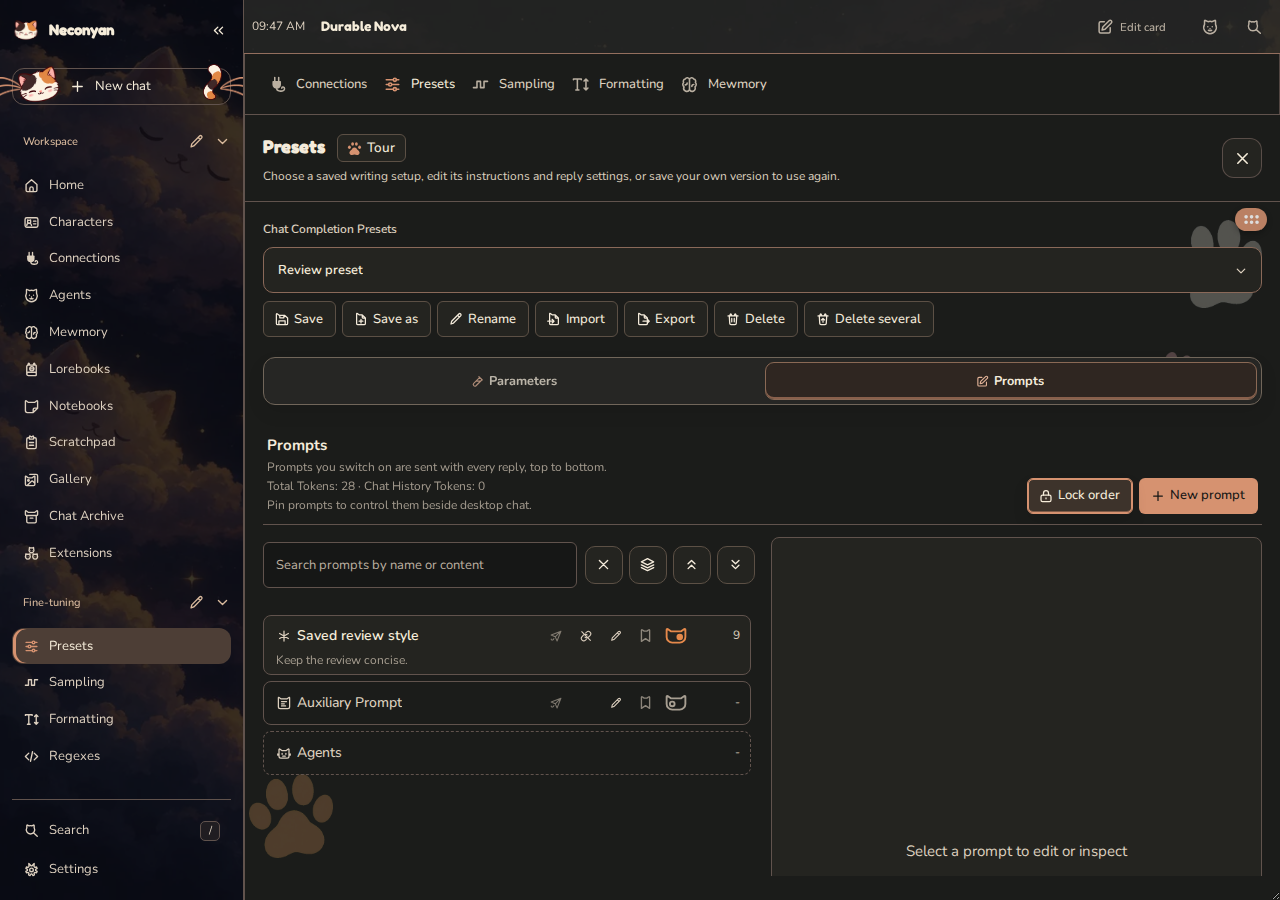 Neconyan
09:47 AM Durable Nova
Edit card
New chat
Connections Presets Sampling Formatting Mewmory
Workspace
Home
Characters
Connections
Agents
Mewmory
Lorebooks
Notebooks
Scratchpad
Gallery
Chat Archive
Extensions
Fine-tuning
Presets
Sampling
Formatting
Regexes
Search /
Settings
Presets Tour
Choose a saved writing setup, edit its instructions and reply settings, or save your own version to use again.
Chat Completion Presets
Review preset
Save Save as Rename Import Export Delete Delete several
Parameters Prompts
Prompts
Prompts you switch on are sent with every reply, top to bottom.
Total Tokens: 28 · Chat History Tokens: 0
Pin prompts to control them beside desktop chat.
Lock order New prompt
Search prompts by name or content
Saved review style 9
Keep the review concise.
Auxiliary Prompt -
Agents -
Select a prompt to edit or inspect